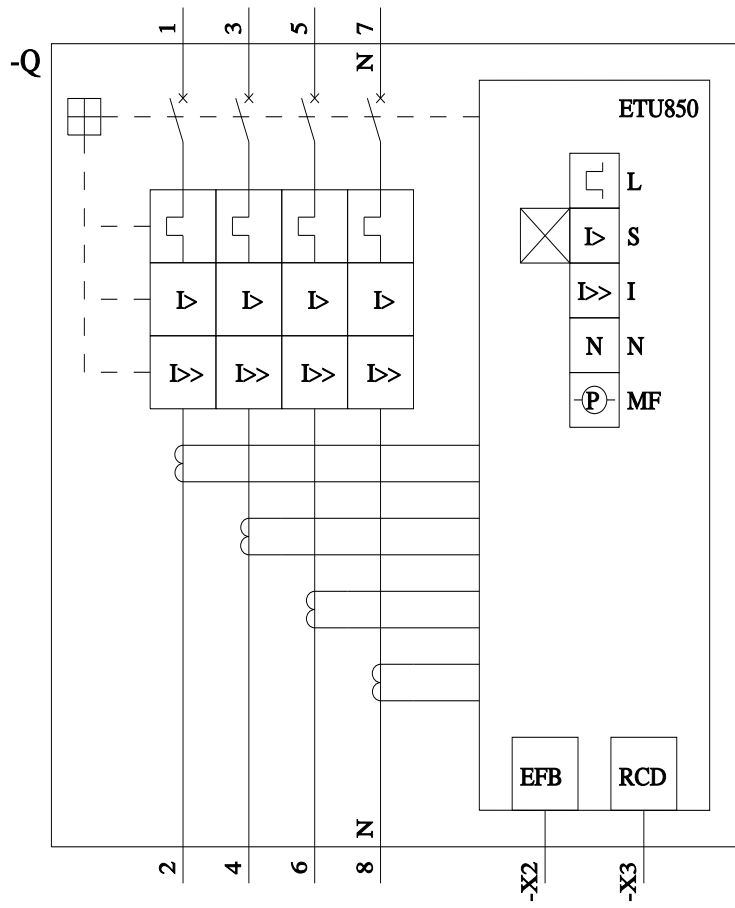 1 3 5 7
-Q
N
ETU850
L
I> S
I>> I
N N
P MF
I> I> I> I>
I>> I>> I>> I>>
EFB RCD
N
2 4 6 8
-X2 -X3